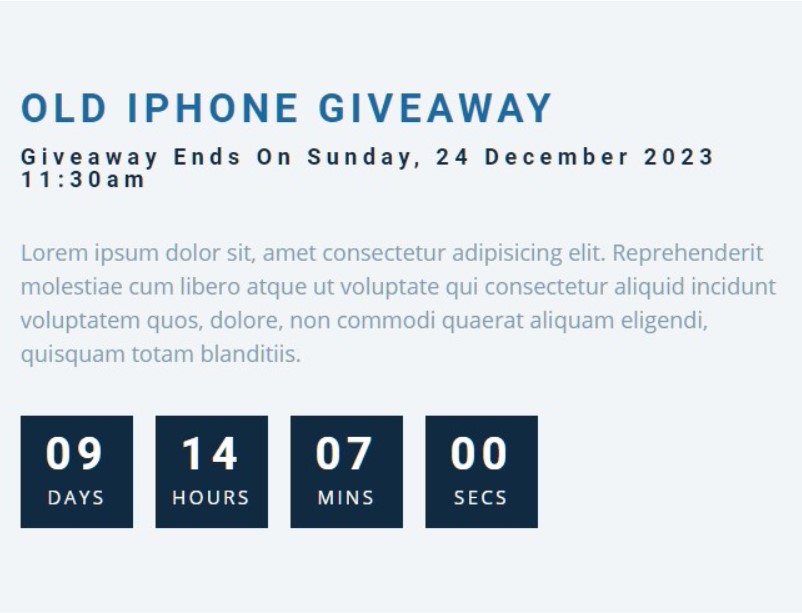 OLD IPHONE GIVEAWAY
Giveaway Ends On Sunday, 24 December 2023
11:30am
Lorem ipsum dolor sit, amet consectetur adipisicing elit. Reprehenderit
molestiae cum libero atque ut voluptate qui consectetur aliquid incidunt
voluptatem quos, dolore, non commodi quaerat aliquam eligendi,
quisquam totam blanditiis.
09 14 07 00
DAYS HOURS MINS SECS